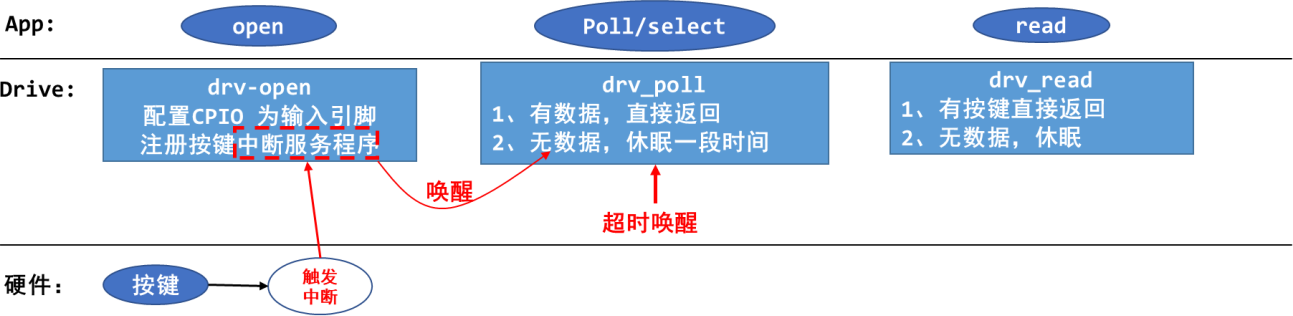 App:
open
Poll/select
read
Drive:
drv-open
配置CPIO 为输入引脚
注册按键中断服务程序
drv_poll
1、有数据，直接返回
2、无数据，休眠一段时间
drv_read
1、有按键直接返回
2、无数据，休眠
唤醒
超时唤醒
硬件：
按键
触发
中断